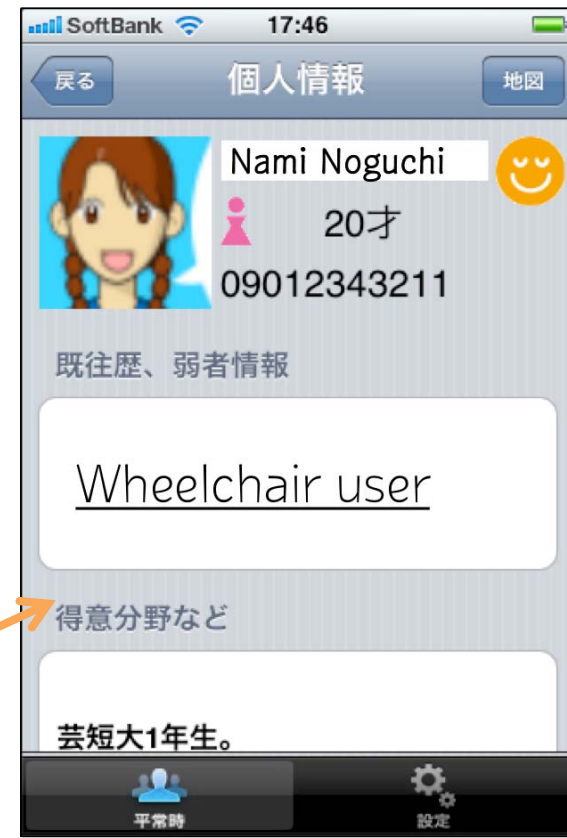 SoftBank 17:46
戻る 個人情報 地図
Nami Noguchi
20才
09012343211
既往歴、弱者情報
Wheelchair user
得意分野など
芸短大1年生。
平常時 設定